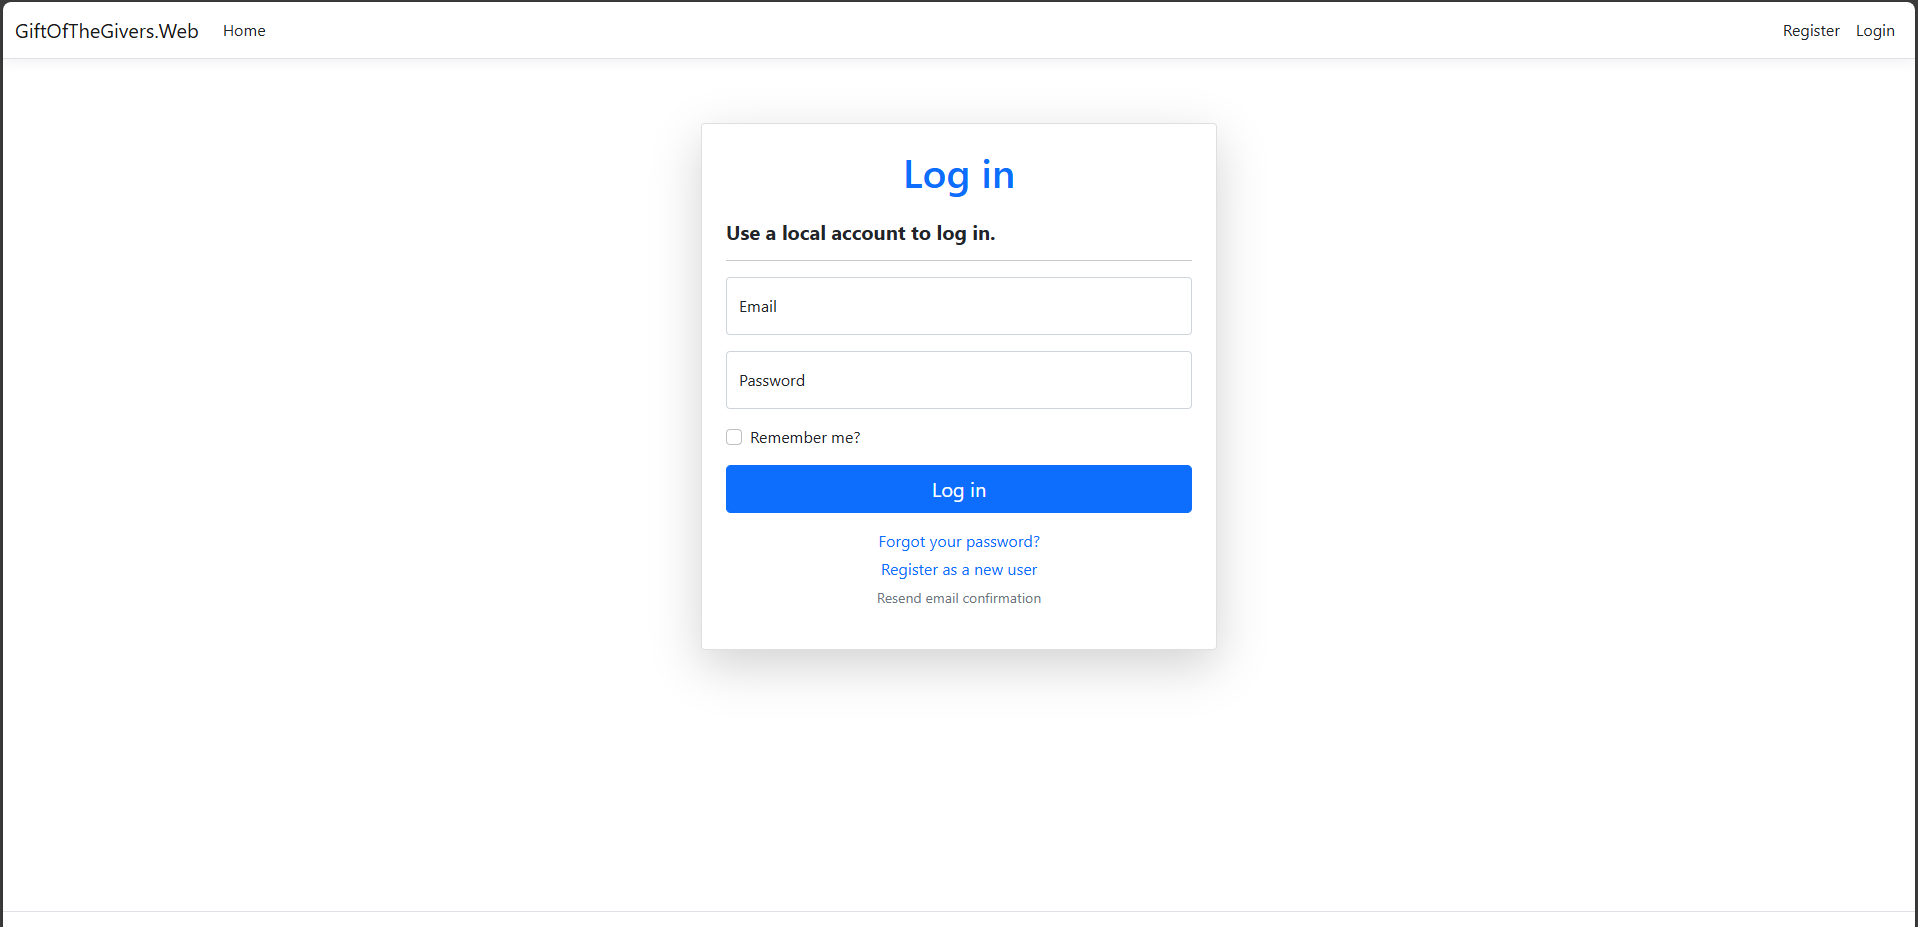 GiftOfTheGivers.Web Home Register Login
Log in
Use a local account to log in.
Email
Password
Remember me?
Log in
Forgot your password?
Register as a new user
Resend email confirmation